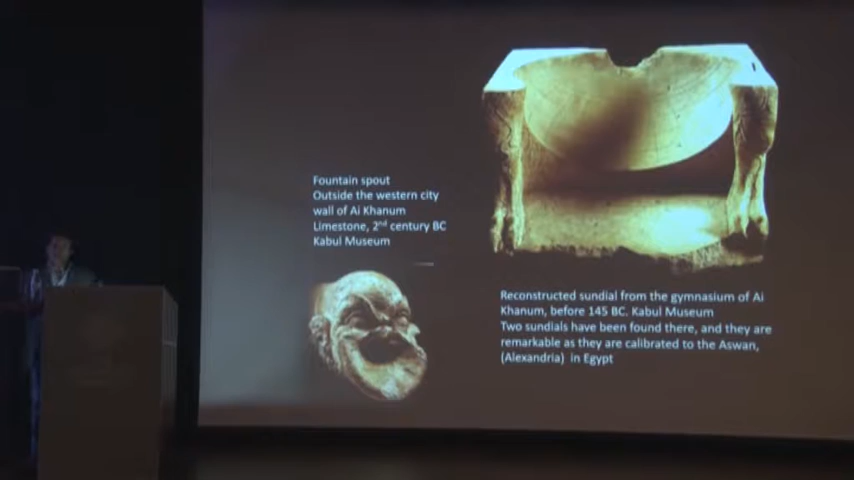 Fountain spout
Outside the western city
wall of Ai Khanum
Limestone, 2nd century BC
Kabul Museum
Reconstructed sundial from the gymnasium of Ai
Khanum, before 145 BC. Kabul Museum
Two sundials have been found there, and they are
remarkable as they are calibrated to the Aswan,
(Alexandria) in Egypt